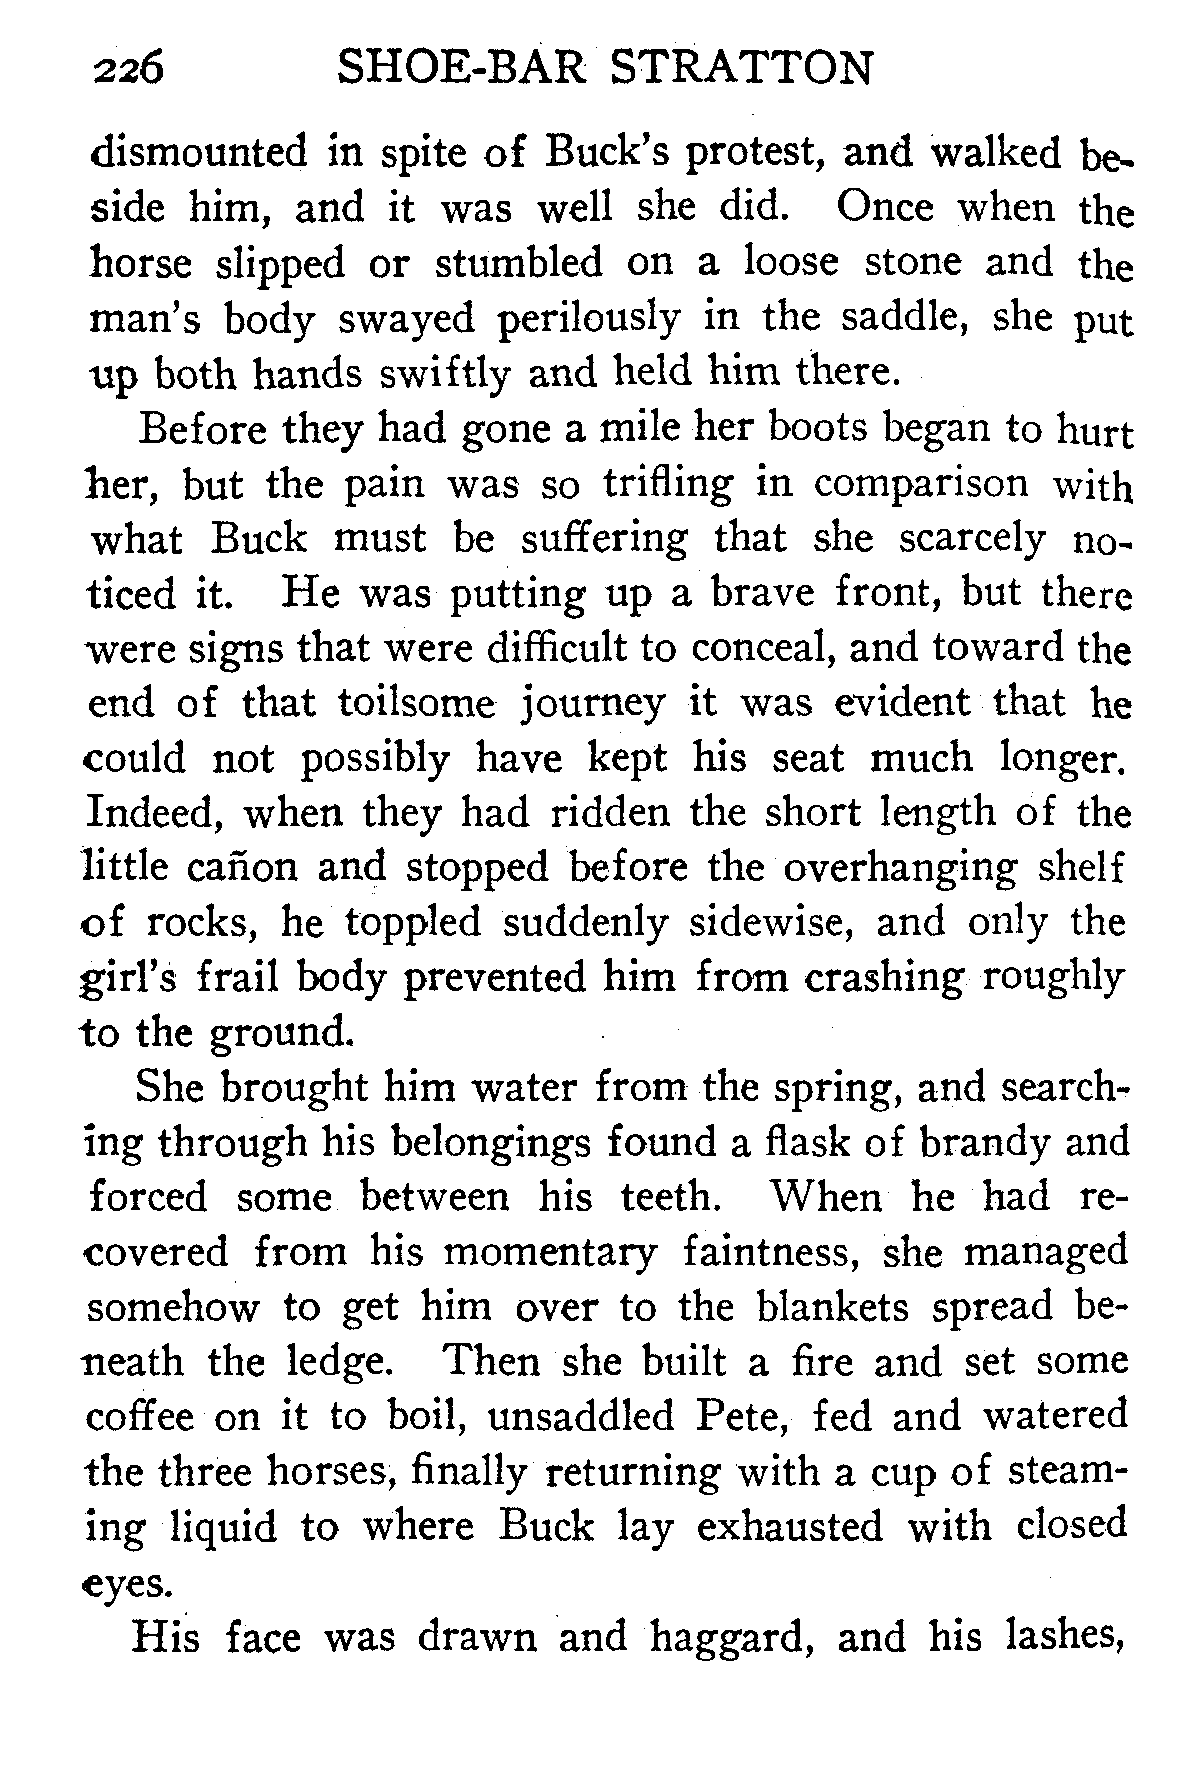 226 SHOE-BAR STRATTON
dismounted in spite of Buck's protest, and walked be-
side him, and it was well she did. Once when the
horse slipped or stumbled on a loose stone and the
man's body swayed perilously in the saddle, she put
up both hands swiftly and held him there.
Before they had gone a mile her boots began to hurt
her, but the pain was so trifling in comparison with
what Buck must be suffering that she scarcely no-
ticed it. He was putting up a brave front, but there
were signs that were difficult to conceal, and toward the
end of that toilsome journey it was evident that he
could not possibly have kept his seat much longer.
Indeed, when they had ridden the short length of the
little cañon and stopped before the overhanging shelf
of rocks, he toppled suddenly sidewise, and only the
girl's frail body prevented him from crashing roughly
to the ground.
She brought him water from the spring, and search-
ing through his belongings found a flask of brandy and
forced some between his teeth. When he had re-
covered from his momentary faintness, she managed
somehow to get him over to the blankets spread be-
neath the ledge. Then she built a fire and set some
coffee on it to boil, unsaddled Pete, fed and watered
the three horses, finally returning with a cup of steam-
ing liquid to where Buck lay exhausted with closed
eyes.
His face was drawn and haggard, and his lashes,